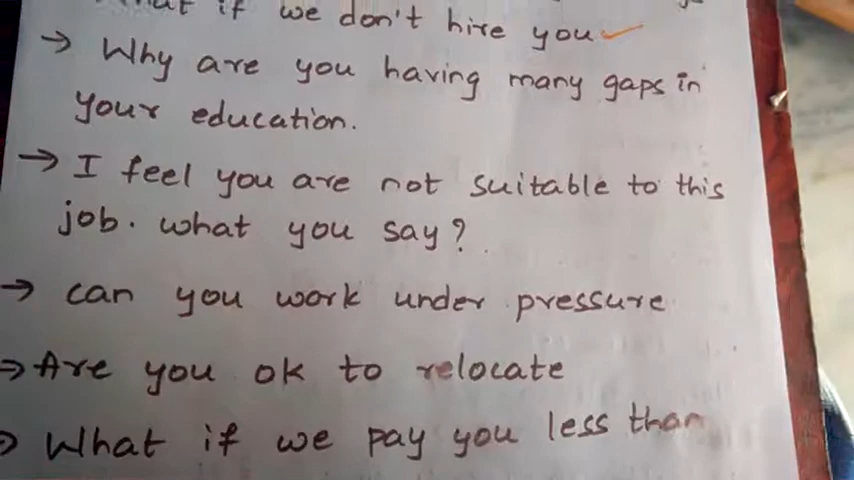 if we don't hire you
→ Why are you having many gaps in
your education.
→ I feel you are not suitable to this
job. what you say?
→ can you work under pressure
⇒ Are you ok to relocate
⇒ What if we pay you less than